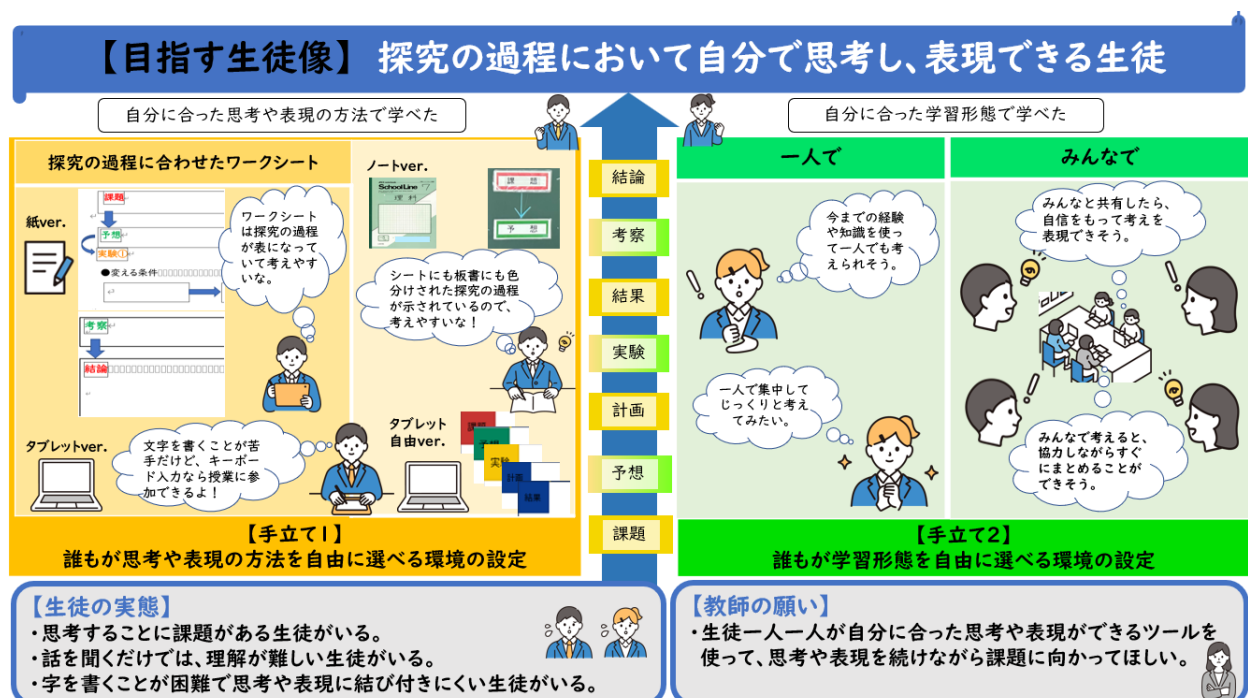 【目指す生徒像】 探究の過程において自分で思考し、表現できる生徒
自分に合った思考や表現の方法で学べた
自分に合った学習形態で学べた
探究の過程に合わせたワークシート
紙ver.
課題
予想
実験①
●変える条件□□□□□□□□
考察
結論□□□□□□□□□□□□□□□
ワークシート
は探究の過程
が表になって
いて考えやす
いな。
ノートver.
SchoolLine 7
理科
課想
予想
シートにも板書にも色
分けされた探究の過程
が示されているので、
考えやすいな！
タブレットver.
文字を書くことが苦
手だけど、キーボー
ド入力なら授業に参
加できるよ！
タブレット
自由ver.
課題
予想
実験
計画
結果
【手立て1】
誰もが思考や表現の方法を自由に選べる環境の設定
結論
考察
結果
実験
計画
予想
課題
一人で
今までの経験
や知識を使っ
て一人でも考
えられそう。
一人で集中して
じっくりと考え
てみたい。
みんなで
みんなと共有したら、
自信をもって考えを
表現できそう。
みんなで考えると、
協力しながらすぐ
にまとめることが
できそう。
【手立て2】
誰もが学習形態を自由に選べる環境の設定
【生徒の実態】
・思考することに課題がある生徒がいる。
・話を聞くだけでは、理解が難しい生徒がいる。
・字を書くことが困難で思考や表現に結び付きにくい生徒がいる。
【教師の願い】
・生徒一人一人が自分に合った思考や表現ができるツールを
使って、思考や表現を続けながら課題に向かってほしい。